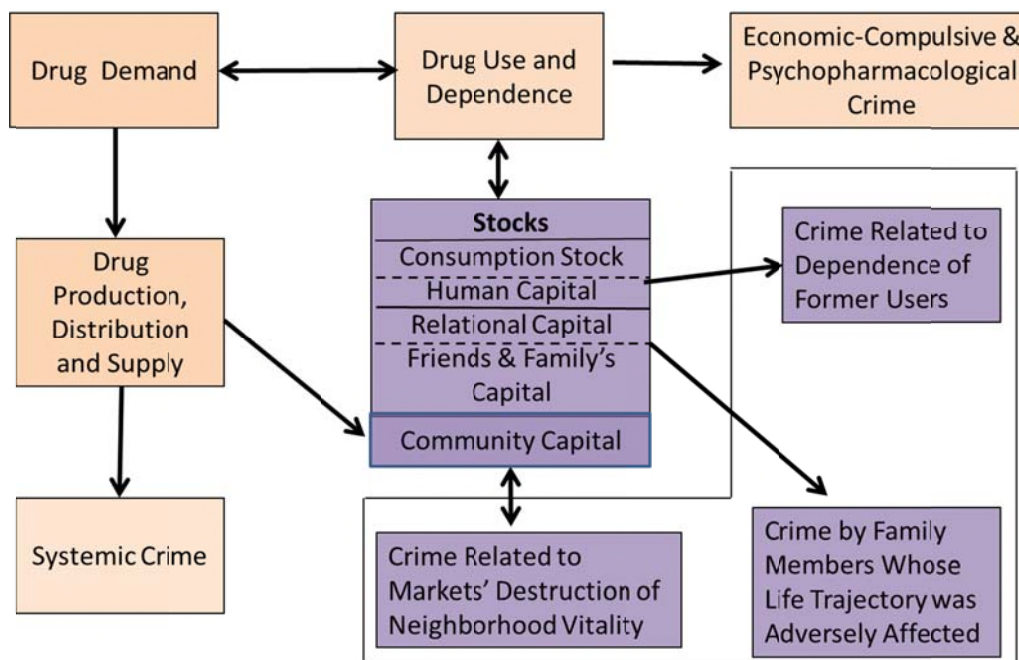 Drug Demand
Drug Use and
Dependence
Economic-Compulsive &
Psychopharmacological
Crime
Drug
Production,
Distribution
and Supply
Stocks
Consumption Stock
Human Capital
Relational Capital
Friends & Family's
Capital
Community Capital
Crime Related to
Dependence of
Former Users
Systemic Crime
Crime Related to
Markets' Destruction of
Neighborhood Vitality
Crime by Family
Members Whose
Life Trajectory was
Adversely Affected